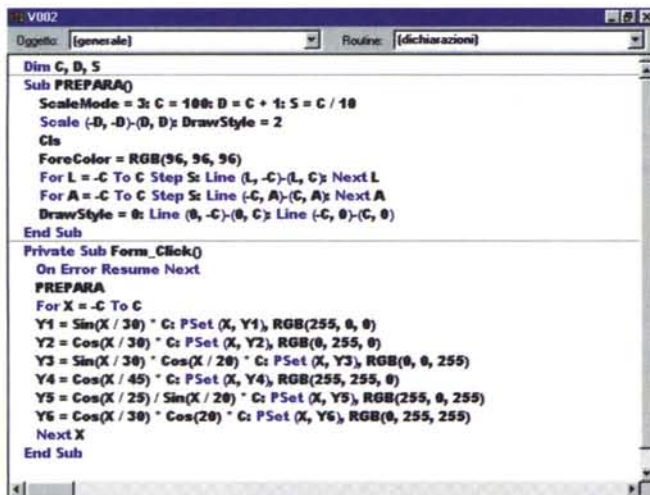 V002
Oggetto: (generale) Routine: (dichiarazioni)
Dim C, D, S
Sub PREPARA()
ScaleMode = 3: C = 100: D = C + 1: S = C / 10
Scale (-D, -D)-(D, D): DrawStyle = 2
Cls
ForeColor = RGB(96, 96, 96)
For L = -C To C Step S: Line (L, -C)-(L, C): Next L
For A = -C To C Step S: Line (-C, A)-(C, A): Next A
DrawStyle = 0: Line (0, -C)-(0, C): Line (-C, 0)-(C, 0)
End Sub
Private Sub Form_Click()
On Error Resume Next
PREPARA
For X = -C To C
Y1 = Sin(X / 30) * C: PSet (X, Y1), RGB(255, 0, 0)
Y2 = Cos(X / 30) * C: PSet (X, Y2), RGB(0, 255, 0)
Y3 = Sin(X / 30) * Cos(X / 20) * C: PSet (X, Y3), RGB(0, 0, 255)
Y4 = Cos(X / 45) * C: PSet (X, Y4), RGB(255, 255, 0)
Y5 = Cos(X / 25) / Sin(X / 20) * C: PSet (X, Y5), RGB(255, 0, 255)
Y6 = Cos(X / 30) * Cos(20) * C: PSet (X, Y6), RGB(0, 255, 255)
Next X
End Sub